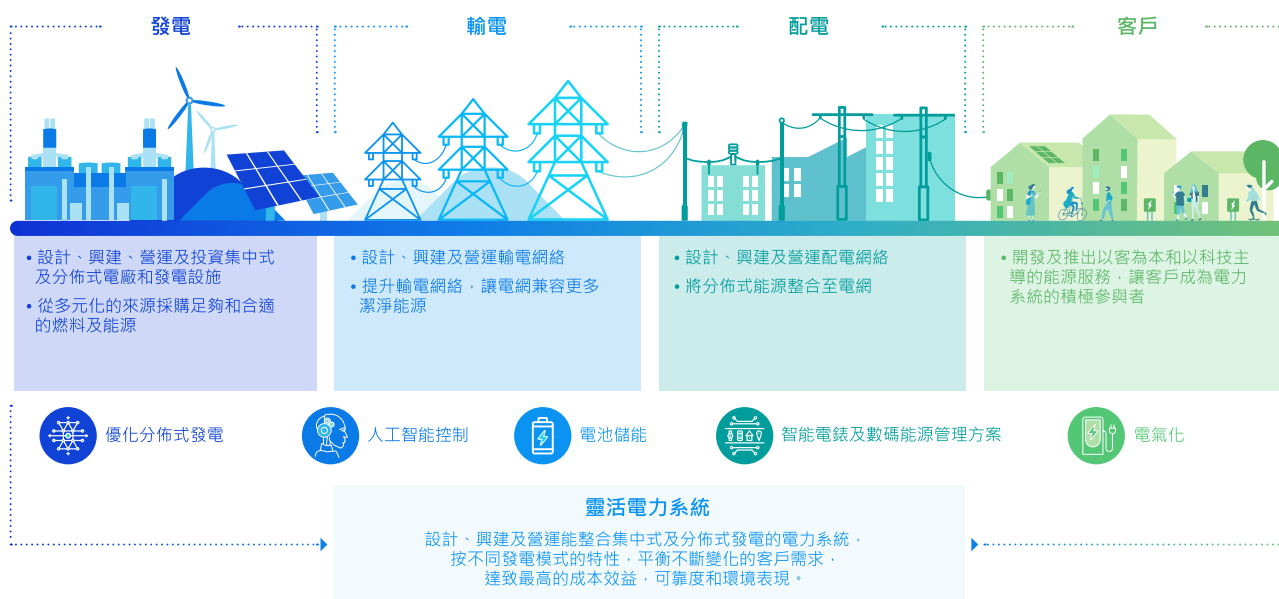 發電
輸電
配電
客戶
• 設計、興建、營運及投資集中式
及分佈式電廠和發電設施
• 從多元化的來源採購足夠和合適
的燃料及能源
• 設計、興建及營運輸電網絡
• 提升輸電網絡，讓電網兼容更多
潔淨能源
• 設計、興建及營運配電網絡
• 將分佈式能源整合至電網
• 開發及推出以客為本和以科技主
導的能源服務，讓客戶成為電力
系統的積極參與者
優化分佈式發電
人工智能控制
電池儲能
智能電錶及數碼能源管理方案
電氣化
靈活電力系統
設計、興建及營運能整合集中式及分佈式發電的電力系統，
按不同發電模式的特性，平衡不斷變化的客戶需求，
達致最高的成本效益，可靠度和環境表現。